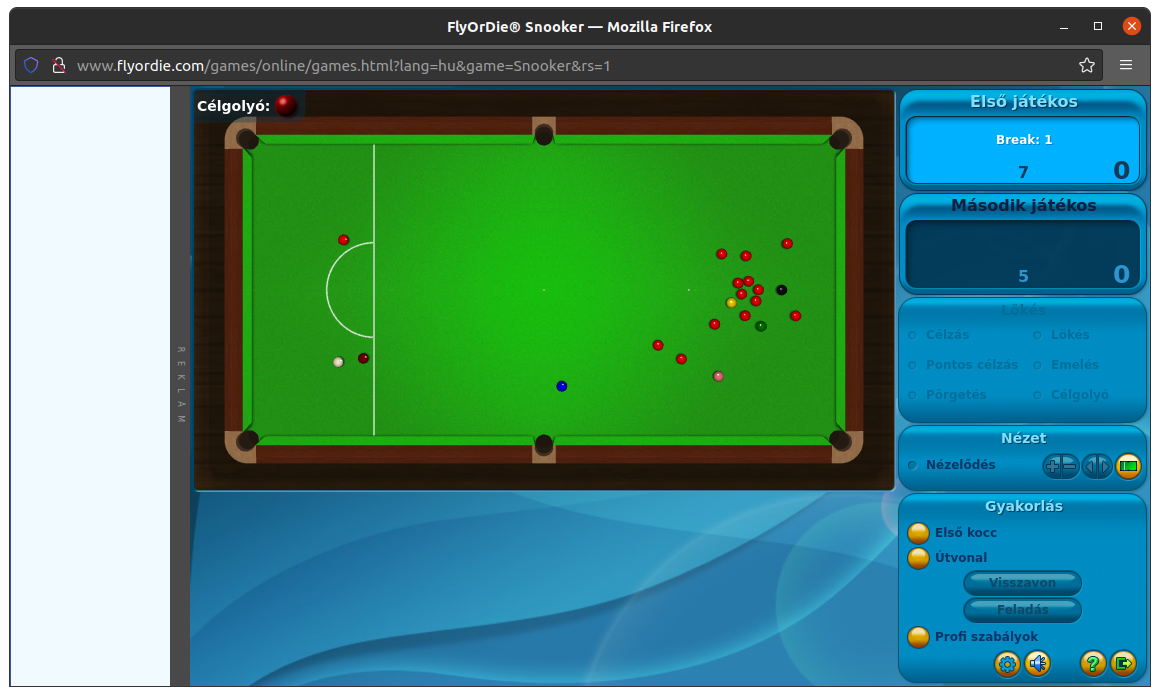 FlyOrDie® Snooker — Mozilla Firefox
www.flyordie.com/games/online/games.html?lang=hu&game=Snooker&rs=1
REKLÁM
Célgolyó:
Első játékos
Break: 1
7 0
Második játékos
5 0
Lökés
Célzás Lökés
Pontos célzás Emelés
Pörgetés Célgolyó
Nézet
Nézelődés
Gyakorlás
Első kocc
Útvonal
Visszavon
Feladás
Profi szabályok
?